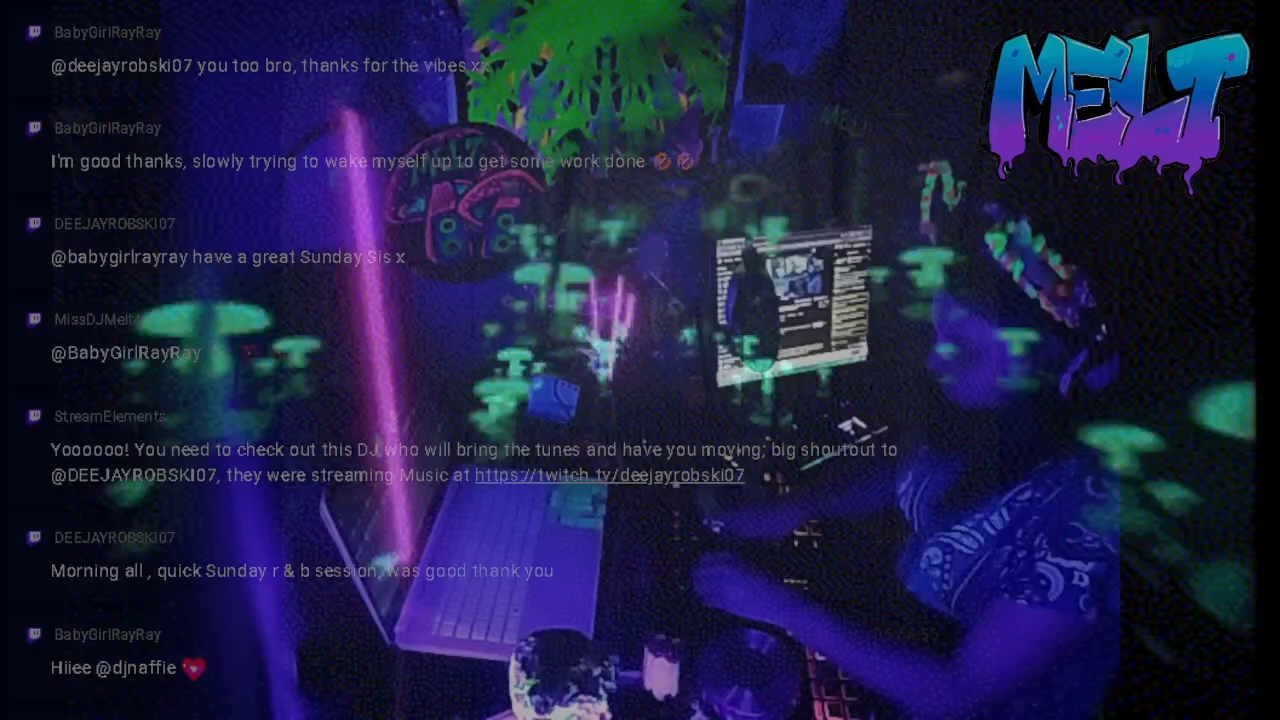 BabyGirlRayRay
@deejayrobski07 you too bro, thanks for the vibes xx
MELT
BabyGirlRayRay
I'm good thanks, slowly trying to wake myself up to get some work done
DEEJAYROBSKI07
@babygirlrayray have a great Sunday Sis x
MissDJMelt
@BabyGirlRayRay
StreamElements
Yoooooo! You need to check out this DJ who will bring the tunes and have you moving; big shoutout to
@DEEJAYROBSKI07, they were streaming Music at https://twitch.tv/deejayrobski07
DEEJAYROBSKI07
Morning all , quick Sunday r & b session, was good thank you
BabyGirlRayRay
Hiiee @djnaffie